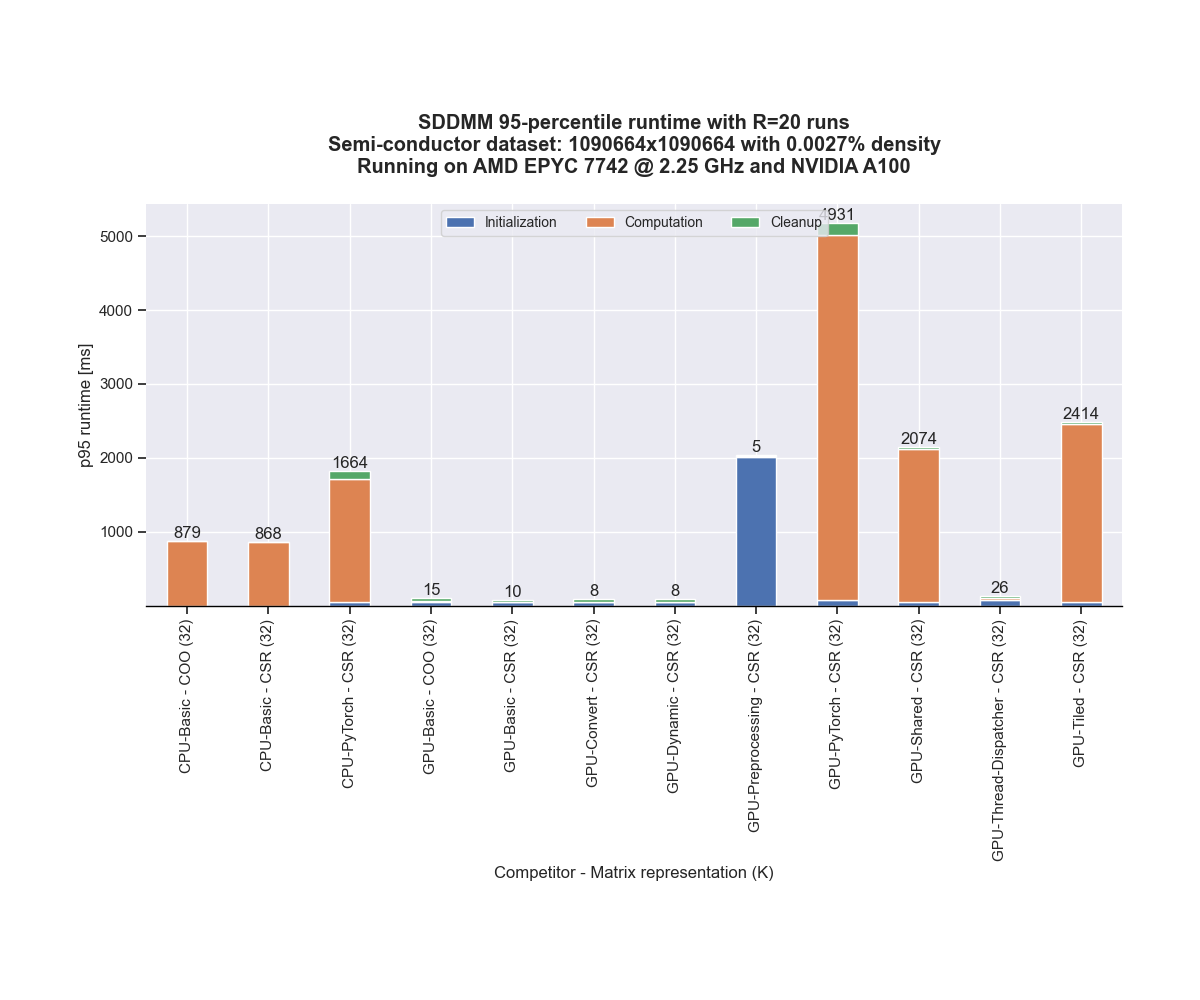 SDDMM 95-percentile runtime with R=20 runs
Semi-conductor dataset: 1090664x1090664 with 0.0027% density
Running on AMD EPYC 7742 @ 2.25 GHz and NVIDIA A100
Initialization Computation Cleanup
p95 runtime [ms]
5000
4000
3000
2000
1000
879
868
1664
15
10
8
8
5
4931
2074
26
2414
CPU-Basic - COO (32)
CPU-Basic - CSR (32)
CPU-PyTorch - CSR (32)
GPU-Basic - COO (32)
GPU-Basic - CSR (32)
GPU-Convert - CSR (32)
GPU-Dynamic - CSR (32)
GPU-Preprocessing - CSR (32)
GPU-PyTorch - CSR (32)
GPU-Shared - CSR (32)
GPU-Thread-Dispatcher - CSR (32)
GPU-Tiled - CSR (32)
Competitor - Matrix representation (K)